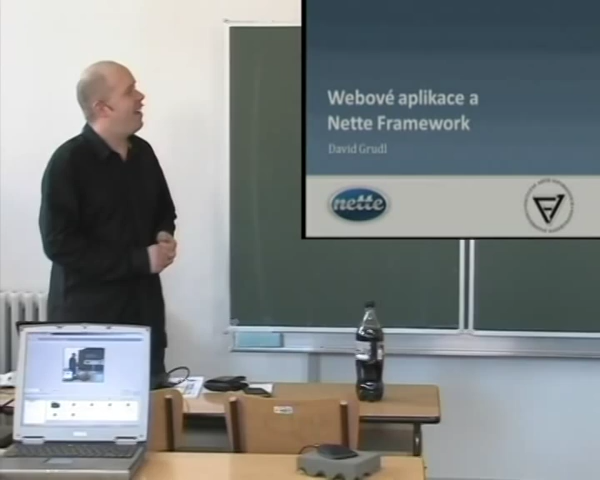 Webové aplikace a
Nette Framework
David Grudl
nette